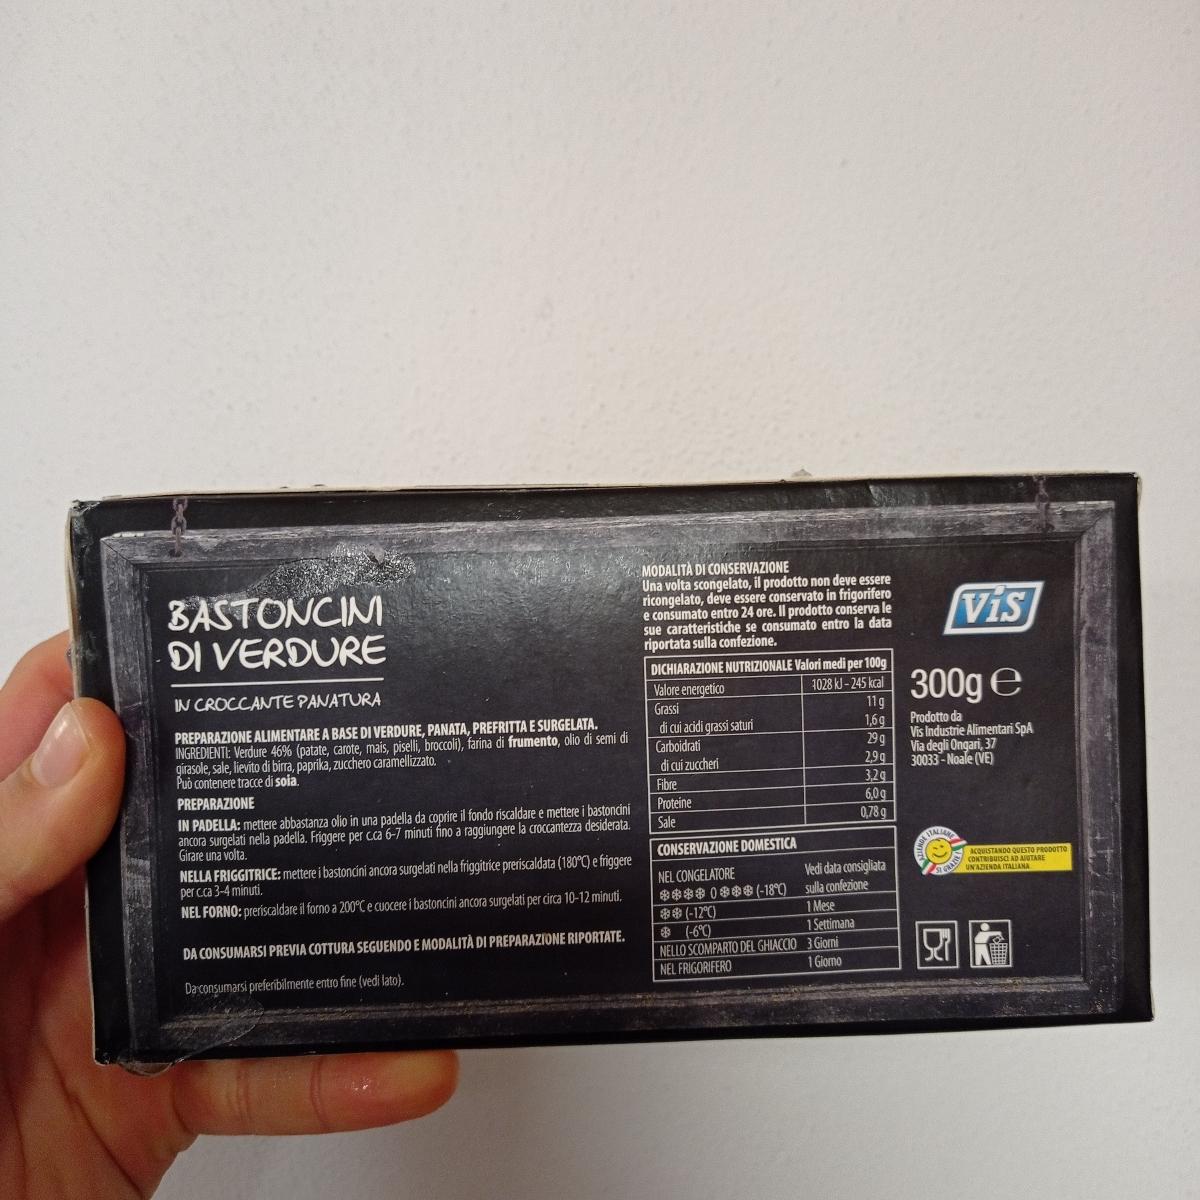 BASTONCINI
DI VERDURE
IN CROCCANTE PANATURA
PREPARAZIONE ALIMENTARE A BASE DI VERDURE, PANATA, PREFRITTA E SURGELATA.
INGREDIENTI: Verdure 46% (patate, carote, mais, piselli, broccoli), farina di frumento, olio di semi di
girasole, sale, lievito di birra, paprika, zucchero caramellizzato.
Può contenere tracce di soia.
PREPARAZIONE
IN PADELLA: mettere abbastanza olio in una padella da coprire il fondo riscaldare e mettere i bastoncini
ancora surgelati nella padella. Friggere per c.ca 6-7 minuti fino a raggiungere la croccantezza desiderata.
Girare una volta.
NELLA FRIGGITRICE: mettere i bastoncini ancora surgelati nella friggitrice preriscaldata (180°C) e friggere
per c.ca 3-4 minuti.
NEL FORNO: preriscaldare il forno a 200°C e cuocere i bastoncini ancora surgelati per circa 10-12 minuti.
DA CONSUMARSI PREVIA COTTURA SEGUENDO E MODALITÀ DI PREPARAZIONE RIPORTATE.
Da consumarsi preferibilmente entro fine (vedi lato).
MODALITÀ DI CONSERVAZIONE
Una volta scongelato, il prodotto non deve essere
ricongelato, deve essere conservato in frigorifero
e consumato entro 24 ore. Il prodotto conserva le
sue caratteristiche se consumato entro la data
riportata sulla confezione.
DICHIARAZIONE NUTRIZIONALE Valori medi per 100g
Valore energetico 1028 kJ - 245 kcal
Grassi 11 g
di cui acidi grassi saturi 1,6 g
Carboidrati 29 g
di cui zuccheri 2,9 g
Fibre 3,2 g
Proteine 6,0 g
Sale 0,78 g
CONSERVAZIONE DOMESTICA
NEL CONGELATORE Vedi data consigliata
**** O *** (-18°C) sulla confezione
** (-12°C) 1 Mese
* (-6°C) 1 Settimana
NELLO SCOMPARTO DEL GHIACCIO 3 Giorni
NEL FRIGORIFERO 1 Giorno
ViS
300g e
Prodotto da
Vis Industrie Alimentari SpA
Via degli Ongari, 37
30033 - Noale (VE)
AZIENDE ITALIANE
ACQUISTANDO QUESTO PRODOTTO
CONTRIBUISCI AD AIUTARE
UN'AZIENDA ITALIANA